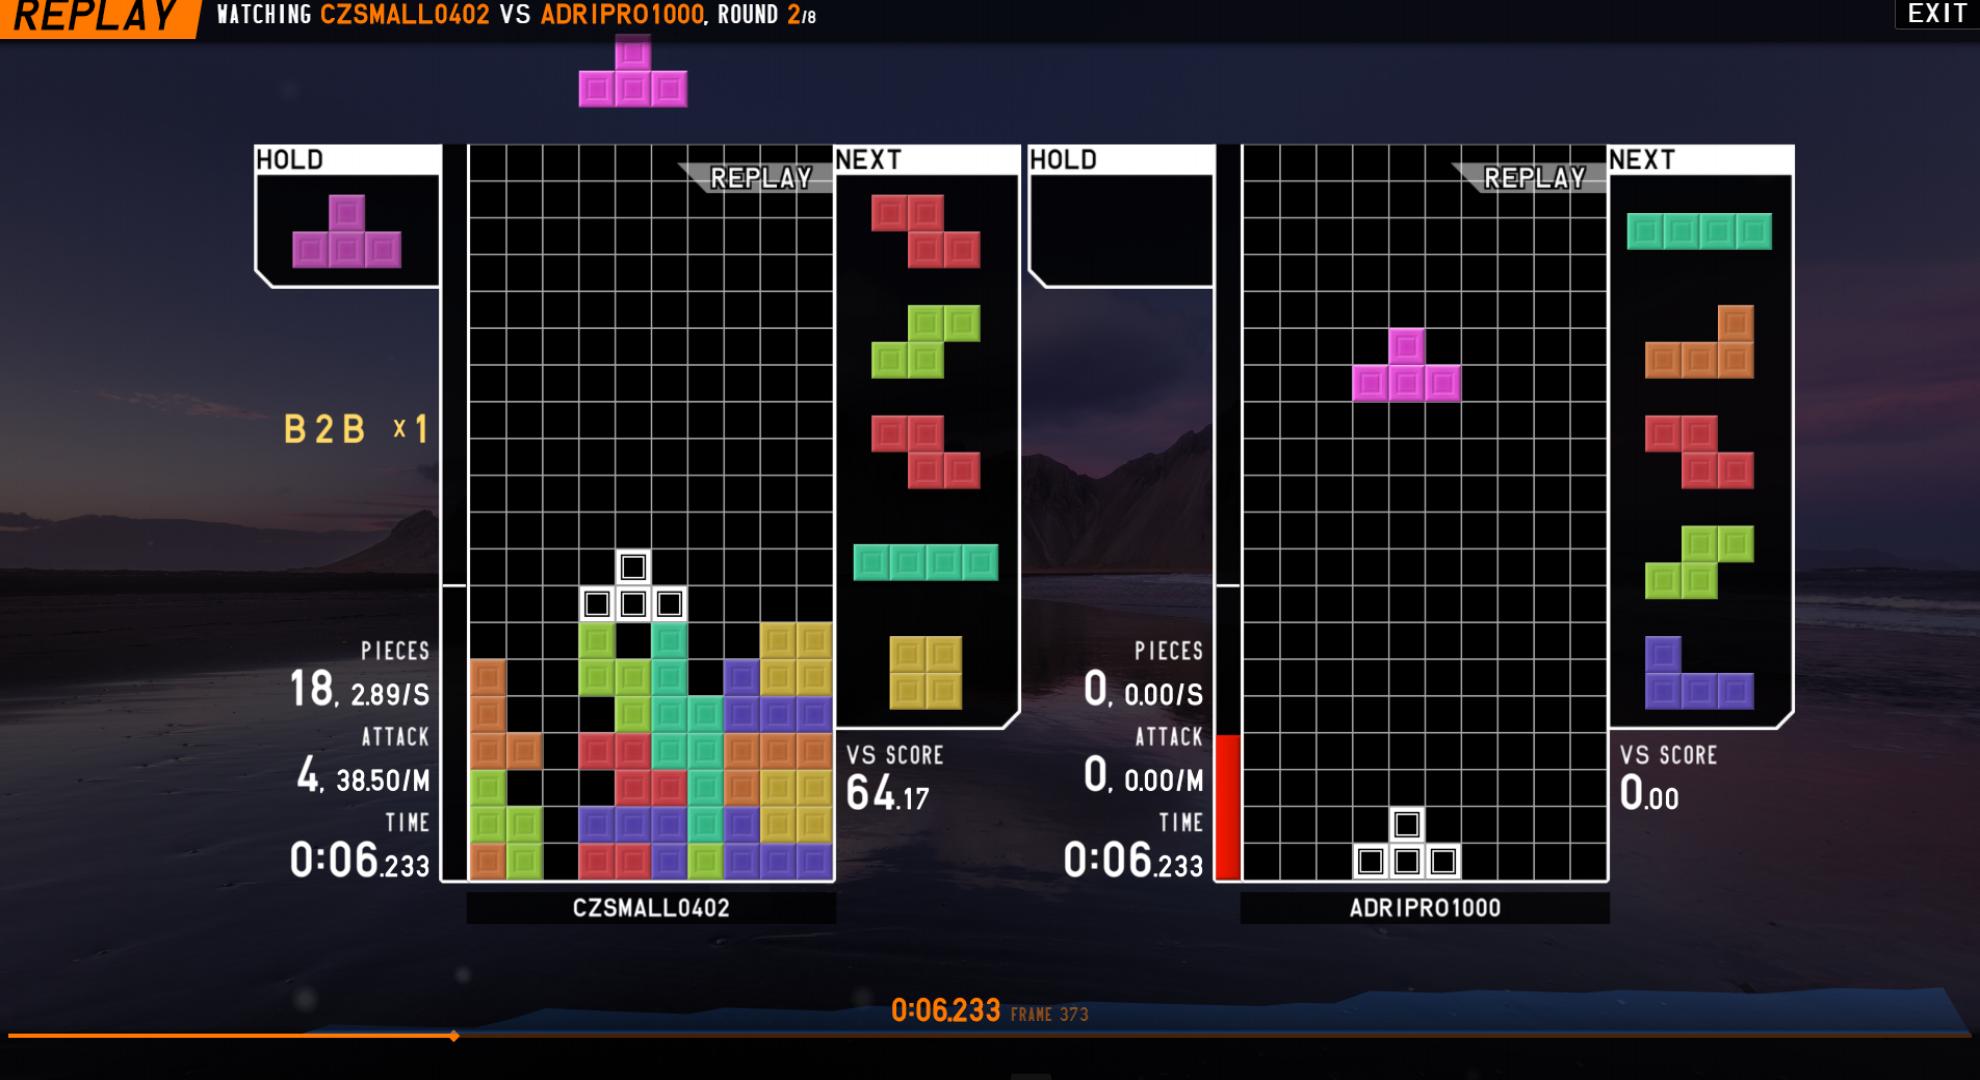 REPLAY WATCHING CZSMALL0402 VS ADRIPRO1000, ROUND 2/8 EXIT
HOLD
REPLAY
NEXT
B2B x1
PIECES
18, 2.89/S
ATTACK
4, 38.50/M
TIME
0:06.233
VS SCORE
64.17
CZSMALL0402
HOLD
REPLAY
NEXT
PIECES
0, 0.00/S
ATTACK
0, 0.00/M
TIME
0:06.233
VS SCORE
0.00
ADRIPRO1000
0:06.233 FRAME 373